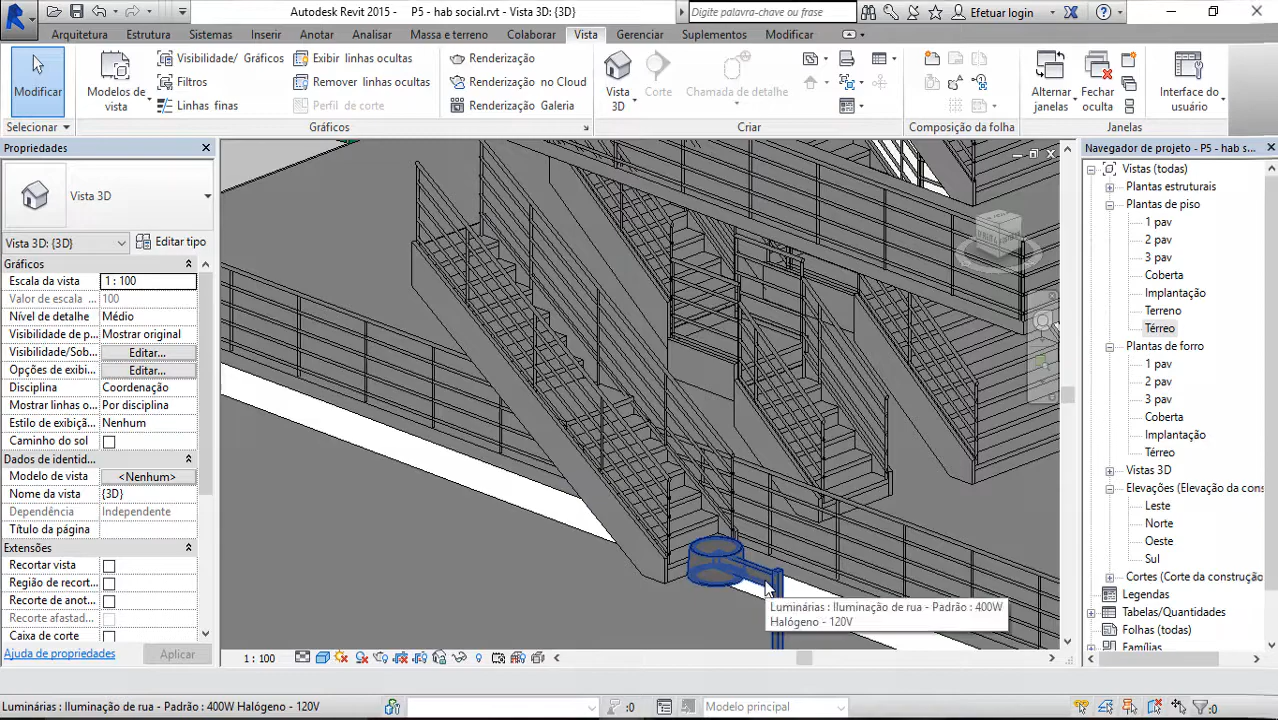 Autodesk Revit 2015 - P5 - hab social.rvt - Vista 3D: {3D}
Digite palavra-chave ou frase
Efetuar login
Arquitetura Estrutura Sistemas Inserir Anotar Analisar Massa e terreno Colaborar Vista Gerenciar Suplementos Modificar
Modificar
Modelos de vista
Visibilidade/ Gráficos
Filtros
Linhas finas
Exibir linhas ocultas
Remover linhas ocultas
Perfil de corte
Renderização
Renderização no Cloud
Renderização Galeria
Vista 3D
Corte
Chamada de detalhe
Alternar janelas
Fechar oculta
Interface do usuário
Selecionar
Gráficos
Criar
Composição da folha
Janelas
Propriedades
Vista 3D
Vista 3D: {3D}
Editar tipo
Gráficos
Escala da vista 1 : 100
Valor de escala ... 100
Nível de detalhe Médio
Visibilidade de p... Mostrar original
Visibilidade/Sob... Editar...
Opções de exibi... Editar...
Disciplina Coordenação
Mostrar linhas o... Por disciplina
Estilo de exibiç... Nenhum
Caminho do sol
Dados de identid...
Modelo de vista <Nenhum>
Nome da vista {3D}
Dependência Independente
Título da página
Extensões
Recortar vista
Região de recort...
Recorte de anot...
Recorte afastad...
Caixa de corte
Ajuda de propriedades
Aplicar
Luminárias : Iluminação de rua - Padrão : 400W
Halógeno - 120V
Navegador de projeto - P5 - hab s...
Vistas (todas)
Plantas estruturais
Plantas de piso
1 pav
2 pav
3 pav
Coberta
Implantação
Terreno
Térreo
Plantas de forro
1 pav
2 pav
3 pav
Coberta
Implantação
Térreo
Vistas 3D
Elevações (Elevação da cons
Leste
Norte
Oeste
Sul
Cortes (Corte da construção
Legendas
Tabelas/Quantidades
Folhas (todas)
Famílias
1 : 100
Luminárias : Iluminação de rua - Padrão : 400W Halógeno - 120V
:0
Modelo principal
:0